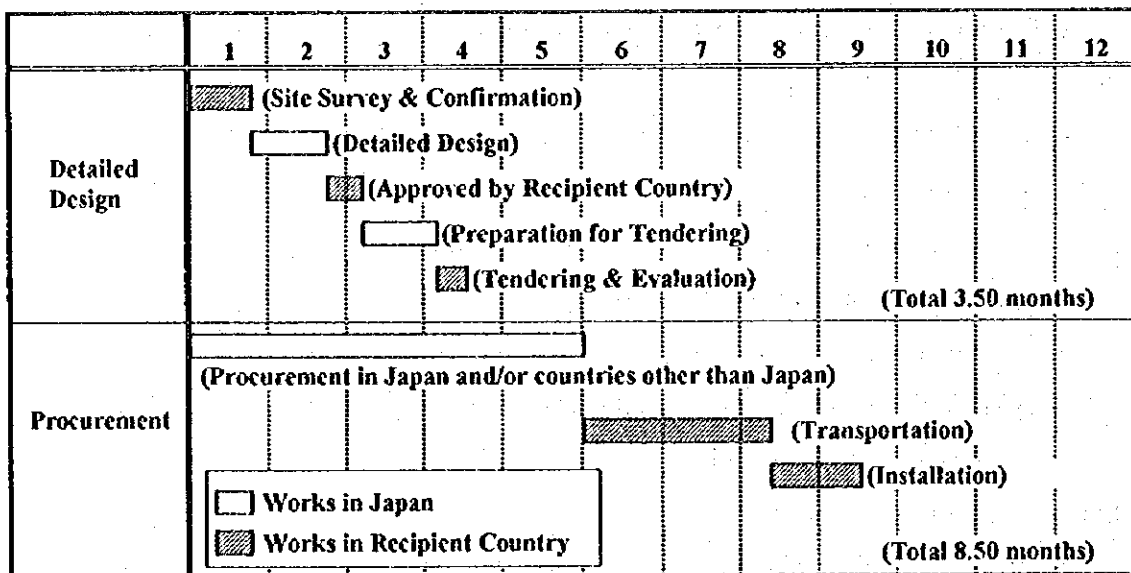 1 2 3 4 5 6 7 8 9 10 11 12
Detailed
Design
(Site Survey & Confirmation)
(Detailed Design)
(Approved by Recipient Country)
(Preparation for Tendering)
(Tendering & Evaluation)
(Total 3.50 months)
Procurement
(Procurement in Japan and/or countries other than Japan)
(Transportation)
(Installation)
Works in Japan
Works in Recipient Country
(Total 8.50 months)